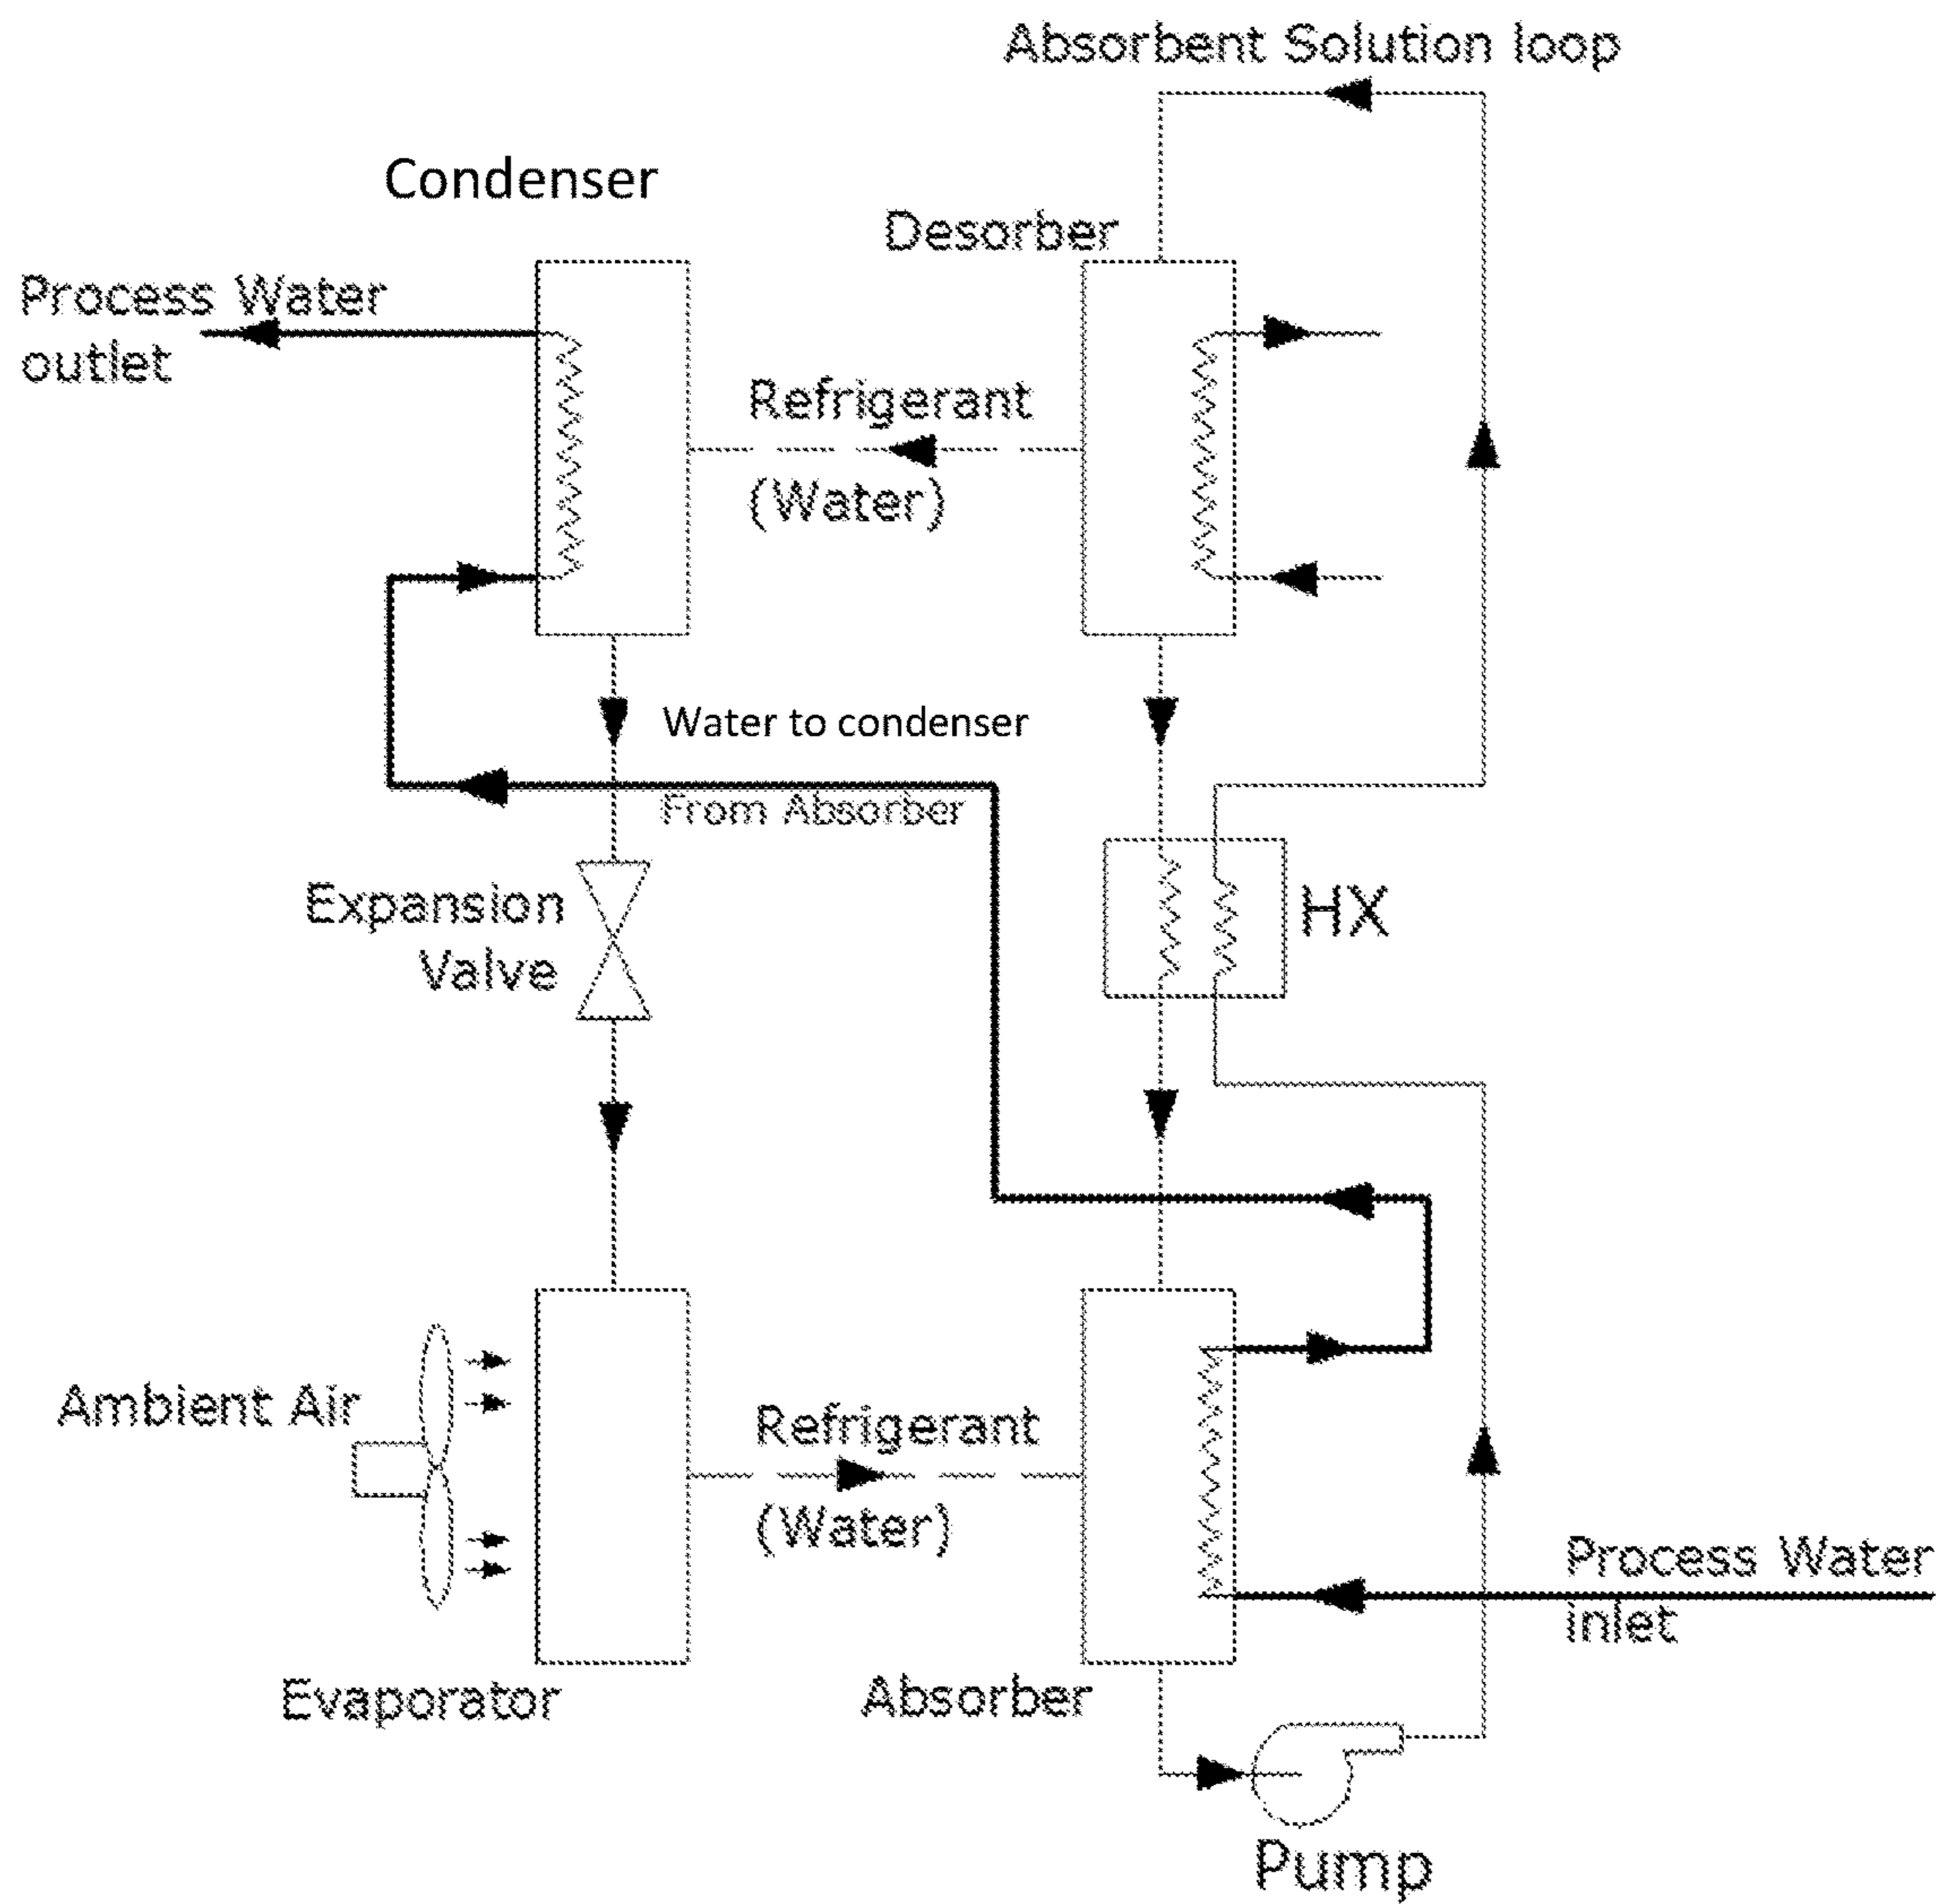 Absorbent Solution loop
Condenser
Desorber
Process Water
outlet
Refrigerant
(Water)
Water to condenser
From Absorber
Expansion
Valve
HX
Ambient Air
Refrigerant
(Water)
Process Water
inlet
Evaporator
Absorber
Pump